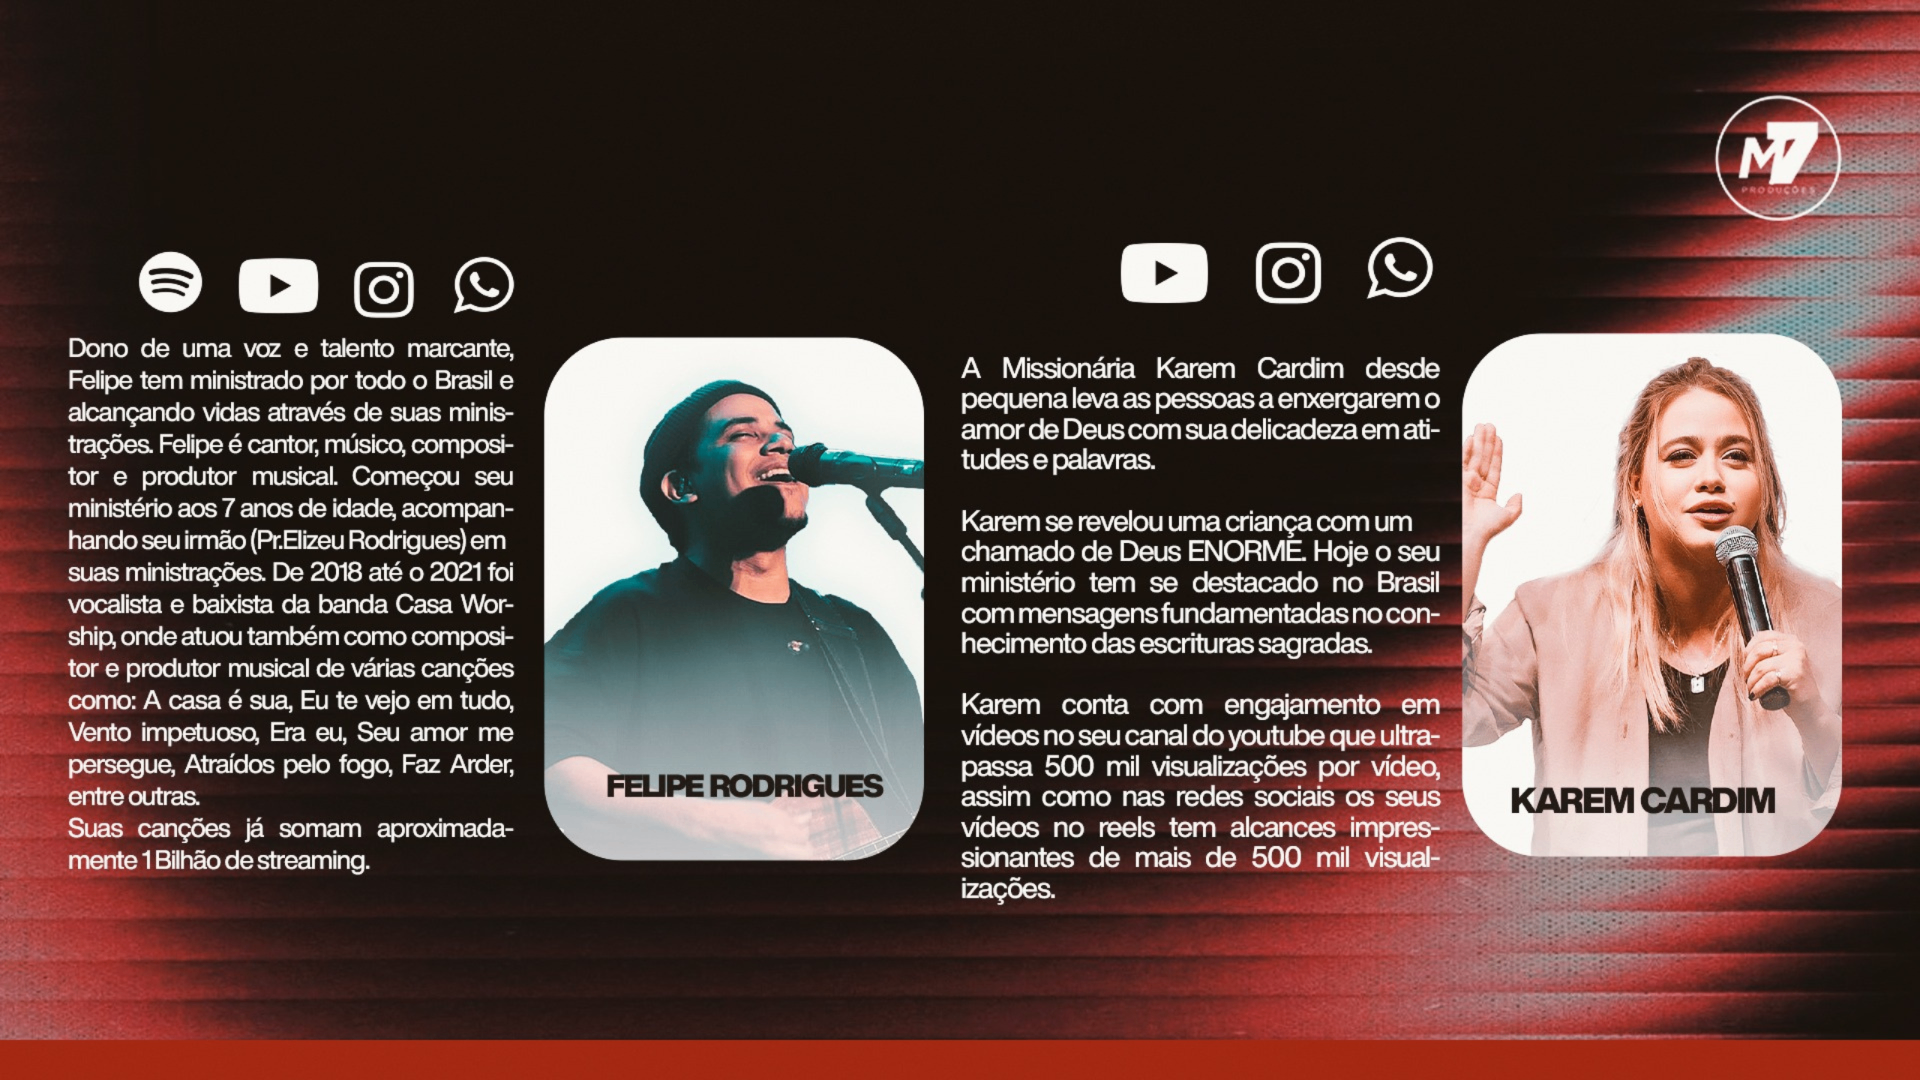 M7
PRODUÇÕES
Dono de uma voz e talento marcante,
Felipe tem ministrado por todo o Brasil e
alcançando vidas através de suas minis-
trações. Felipe é cantor, músico, composi-
tor e produtor musical. Começou seu
ministério aos 7 anos de idade, acompan-
hando seu irmão (Pr.Elizeu Rodrigues) em
suas ministrações. De 2018 até o 2021 foi
vocalista e baixista da banda Casa Wor-
ship, onde atuou também como composi-
tor e produtor musical de várias canções
como: A casa é sua, Eu te vejo em tudo,
Vento impetuoso, Era eu, Seu amor me
persegue, Atraídos pelo fogo, Faz Arder,
entre outras.
Suas canções já somam aproximada-
mente 1 Bilhão de streaming.
FELIPE RODRIGUES
A Missionária Karem Cardim desde
pequena leva as pessoas a enxergarem o
amor de Deus com sua delicadeza em ati-
tudes e palavras.
Karem se revelou uma criança com um
chamado de Deus ENORME. Hoje o seu
ministério tem se destacado no Brasil
com mensagens fundamentadas no con-
hecimento das escrituras sagradas.
Karem conta com engajamento em
vídeos no seu canal do youtube que ultra-
passa 500 mil visualizações por vídeo,
assim como nas redes sociais os seus
vídeos no reels tem alcances impres-
sionantes de mais de 500 mil visual-
izações.
KAREM CARDIM